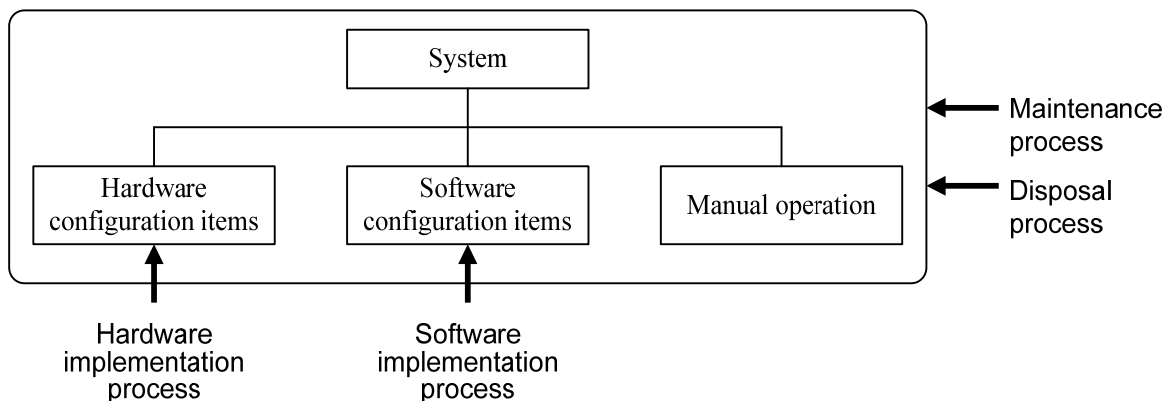 System
Hardware
configuration items
Software
configuration items
Manual operation
Maintenance
process
Disposal
process
Hardware
implementation
process
Software
implementation
process